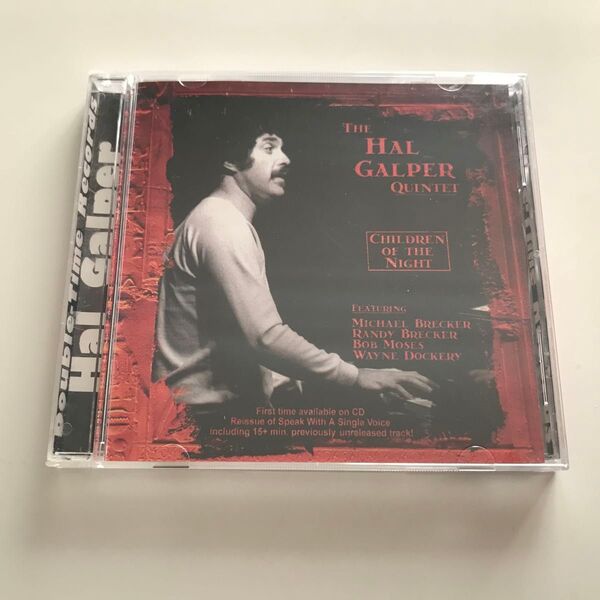 Double-Time Records
Hal Galper
THE
HAL
GALPER
QUINTET
CHILDREN
OF THE
NIGHT
FEATURING
MICHAEL BRECKER
RANDY BRECKER
BOB MOSES
WAYNE DOCKERY
First time available on CD
Reissue of Speak With A Single Voice
Including 15+ min. previously unreleased track!